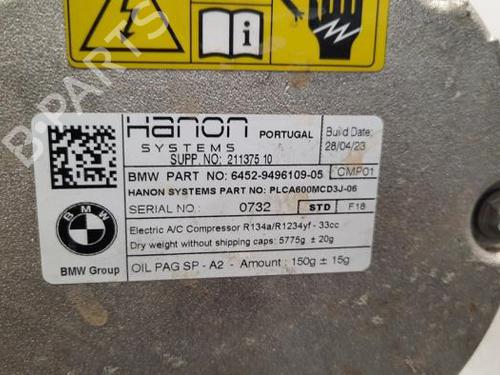 B-PARTS
Hanon
SYSTEMS
PORTUGAL
Build Date:
28/04/23
SUPP. NO: 211375 10
BMW PART NO: 6452-9496109-05 CMP01
HANON SYSTEMS PART NO: PLCA600MCD3J-06
SERIAL NO : 0732 STD F18
Electric A/C Compressor R134a/R1234yf - 33cc
Dry weight without shipping caps: 5775g ± 20g
BMW
BMW Group
OIL PAG SP - A2 - Amount : 150g ± 15g